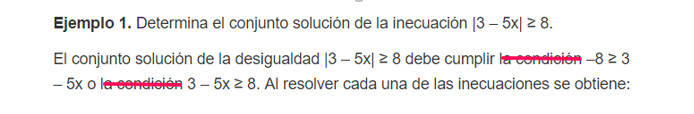 Ejemplo 1. Determina el conjunto solución de la inecuación |3 – 5x| ≥ 8.
El conjunto solución de la desigualdad |3 – 5x| ≥ 8 debe cumplir la condición –8 ≥ 3
– 5x o la condición 3 – 5x ≥ 8. Al resolver cada una de las inecuaciones se obtiene: